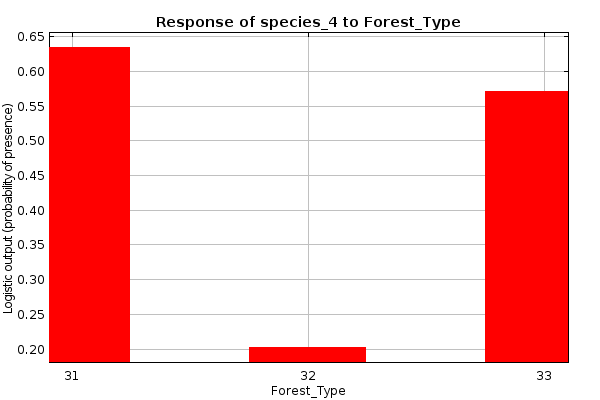 Response of species_4 to Forest_Type
Logistic output (probability of presence)
0.65
0.60
0.55
0.50
0.45
0.40
0.35
0.30
0.25
0.20
31 32 33
Forest_Type